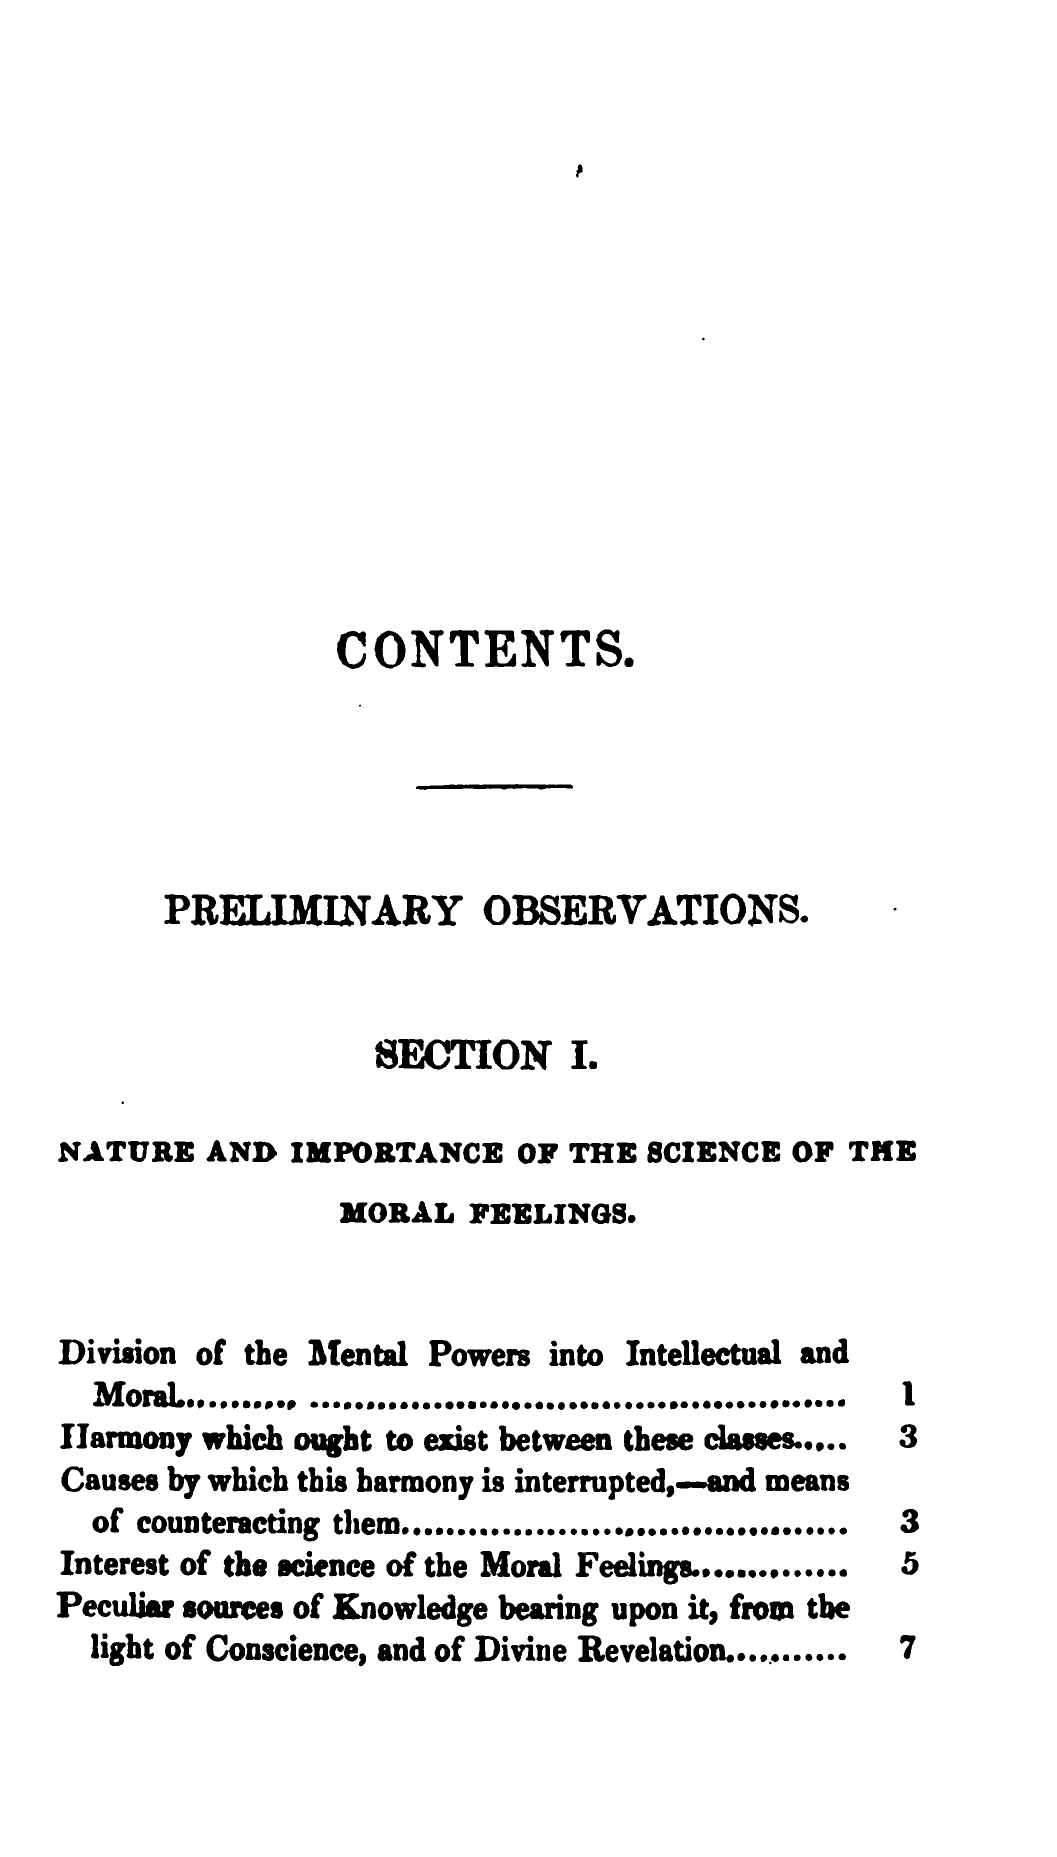 CONTENTS.
PRELIMINARY OBSERVATIONS.
SECTION I.
NATURE AND IMPORTANCE OF THE SCIENCE OF THE
MORAL FEELINGS.
Division of the Mental Powers into Intellectual and
Moral........... ................................................ 1
Harmony which ought to exist between these classes..... 3
Causes by which this harmony is interrupted,—and means
of counteracting them........................................ 3
Interest of the science of the Moral Feelings.............. 5
Peculiar sources of Knowledge bearing upon it, from the
light of Conscience, and of Divine Revelation........... 7